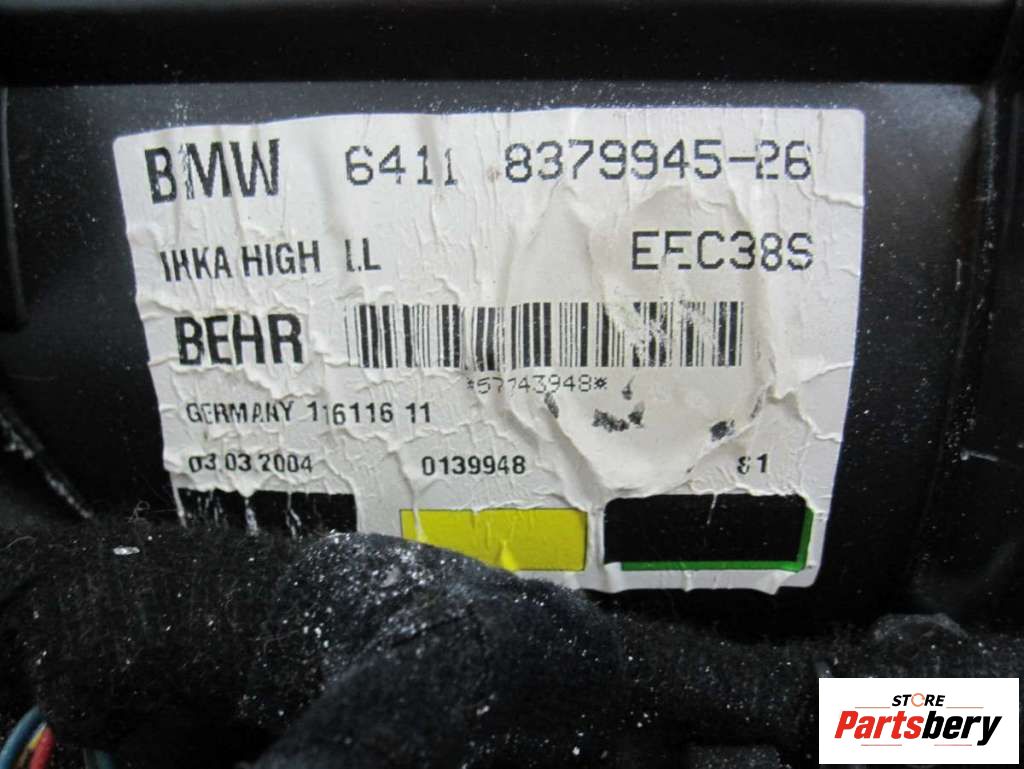 BMW 6411 8379945-26
IHKA HIGH LL EEC38S
BEHR
*57743948*
GERMANY 116116 11
03.03.2004 0139948 81
STORE
Partsbery